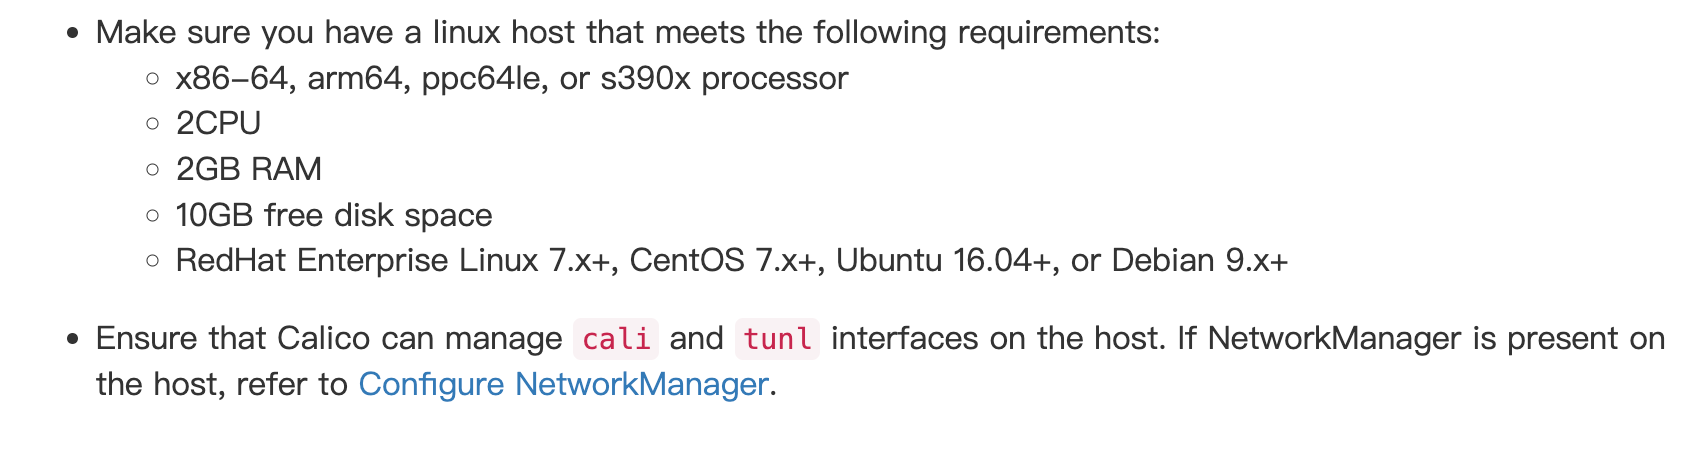 Make sure you have a linux host that meets the following requirements:
x86-64, arm64, ppc64le, or s390x processor
2CPU
2GB RAM
10GB free disk space
RedHat Enterprise Linux 7.x+, CentOS 7.x+, Ubuntu 16.04+, or Debian 9.x+
Ensure that Calico can manage cali and tunl interfaces on the host. If NetworkManager is present on
the host, refer to Configure NetworkManager.